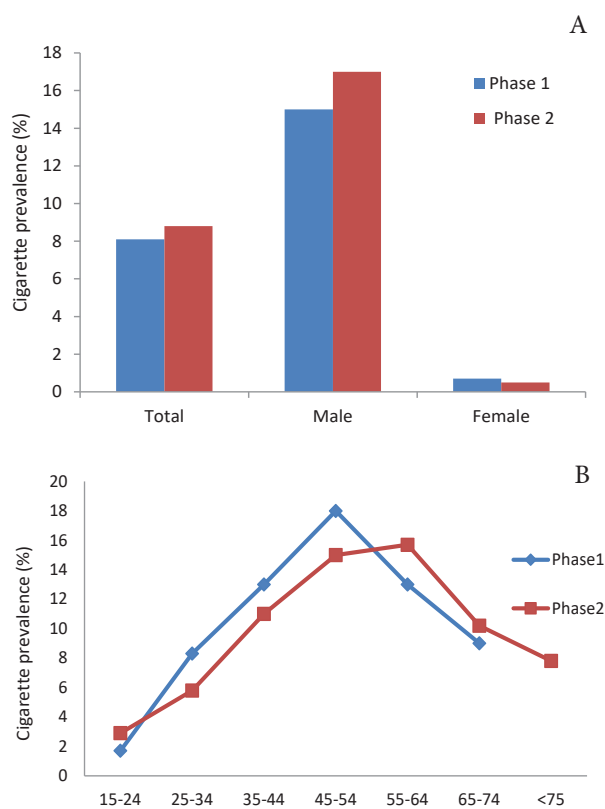 A
Cigarette prevalence (%)
18
16
14
12
10
8
6
4
2
0
Phase 1
Phase 2
Total Male Female
B
Cigarette prevalence (%)
20
18
16
14
12
10
8
6
4
2
0
Phase1
Phase2
15-24 25-34 35-44 45-54 55-64 65-74 <75